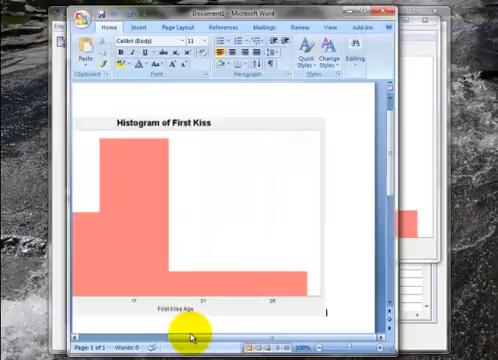 Document1 - Microsoft Word
Home Insert Page Layout References Mailings Review View Add-Ins
Calibri (Body) 11
Paste
Quick Styles
Change Styles
Editing
Clipboard Font Paragraph Styles
Histogram of First Kiss
17 21 25
First Kiss Age
Page: 1 of 1 Words: 0 100%